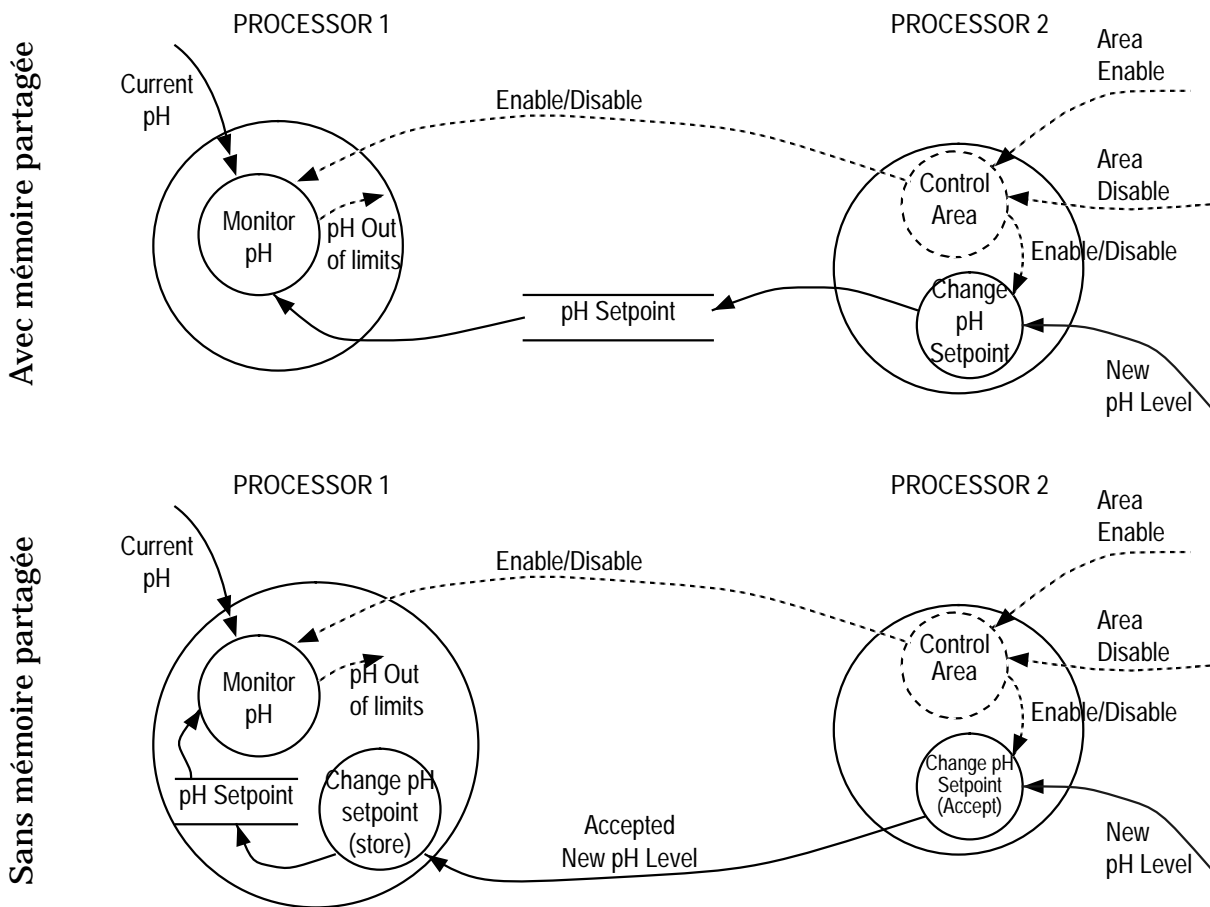 Avec mémoire partagée
PROCESSOR 1
PROCESSOR 2
Area
Enable
Current
pH
Enable/Disable
Area
Disable
Control
Area
Monitor
pH
pH Out
of limits
Enable/Disable
Change
pH
Setpoint
pH Setpoint
New
pH Level
Sans mémoire partagée
PROCESSOR 1
PROCESSOR 2
Area
Enable
Current
pH
Enable/Disable
Area
Disable
Control
Area
Monitor
pH
pH Out
of limits
Enable/Disable
pH Setpoint
Change pH
setpoint
(store)
Change pH
Setpoint
(Accept)
Accepted
New pH Level
New
pH Level